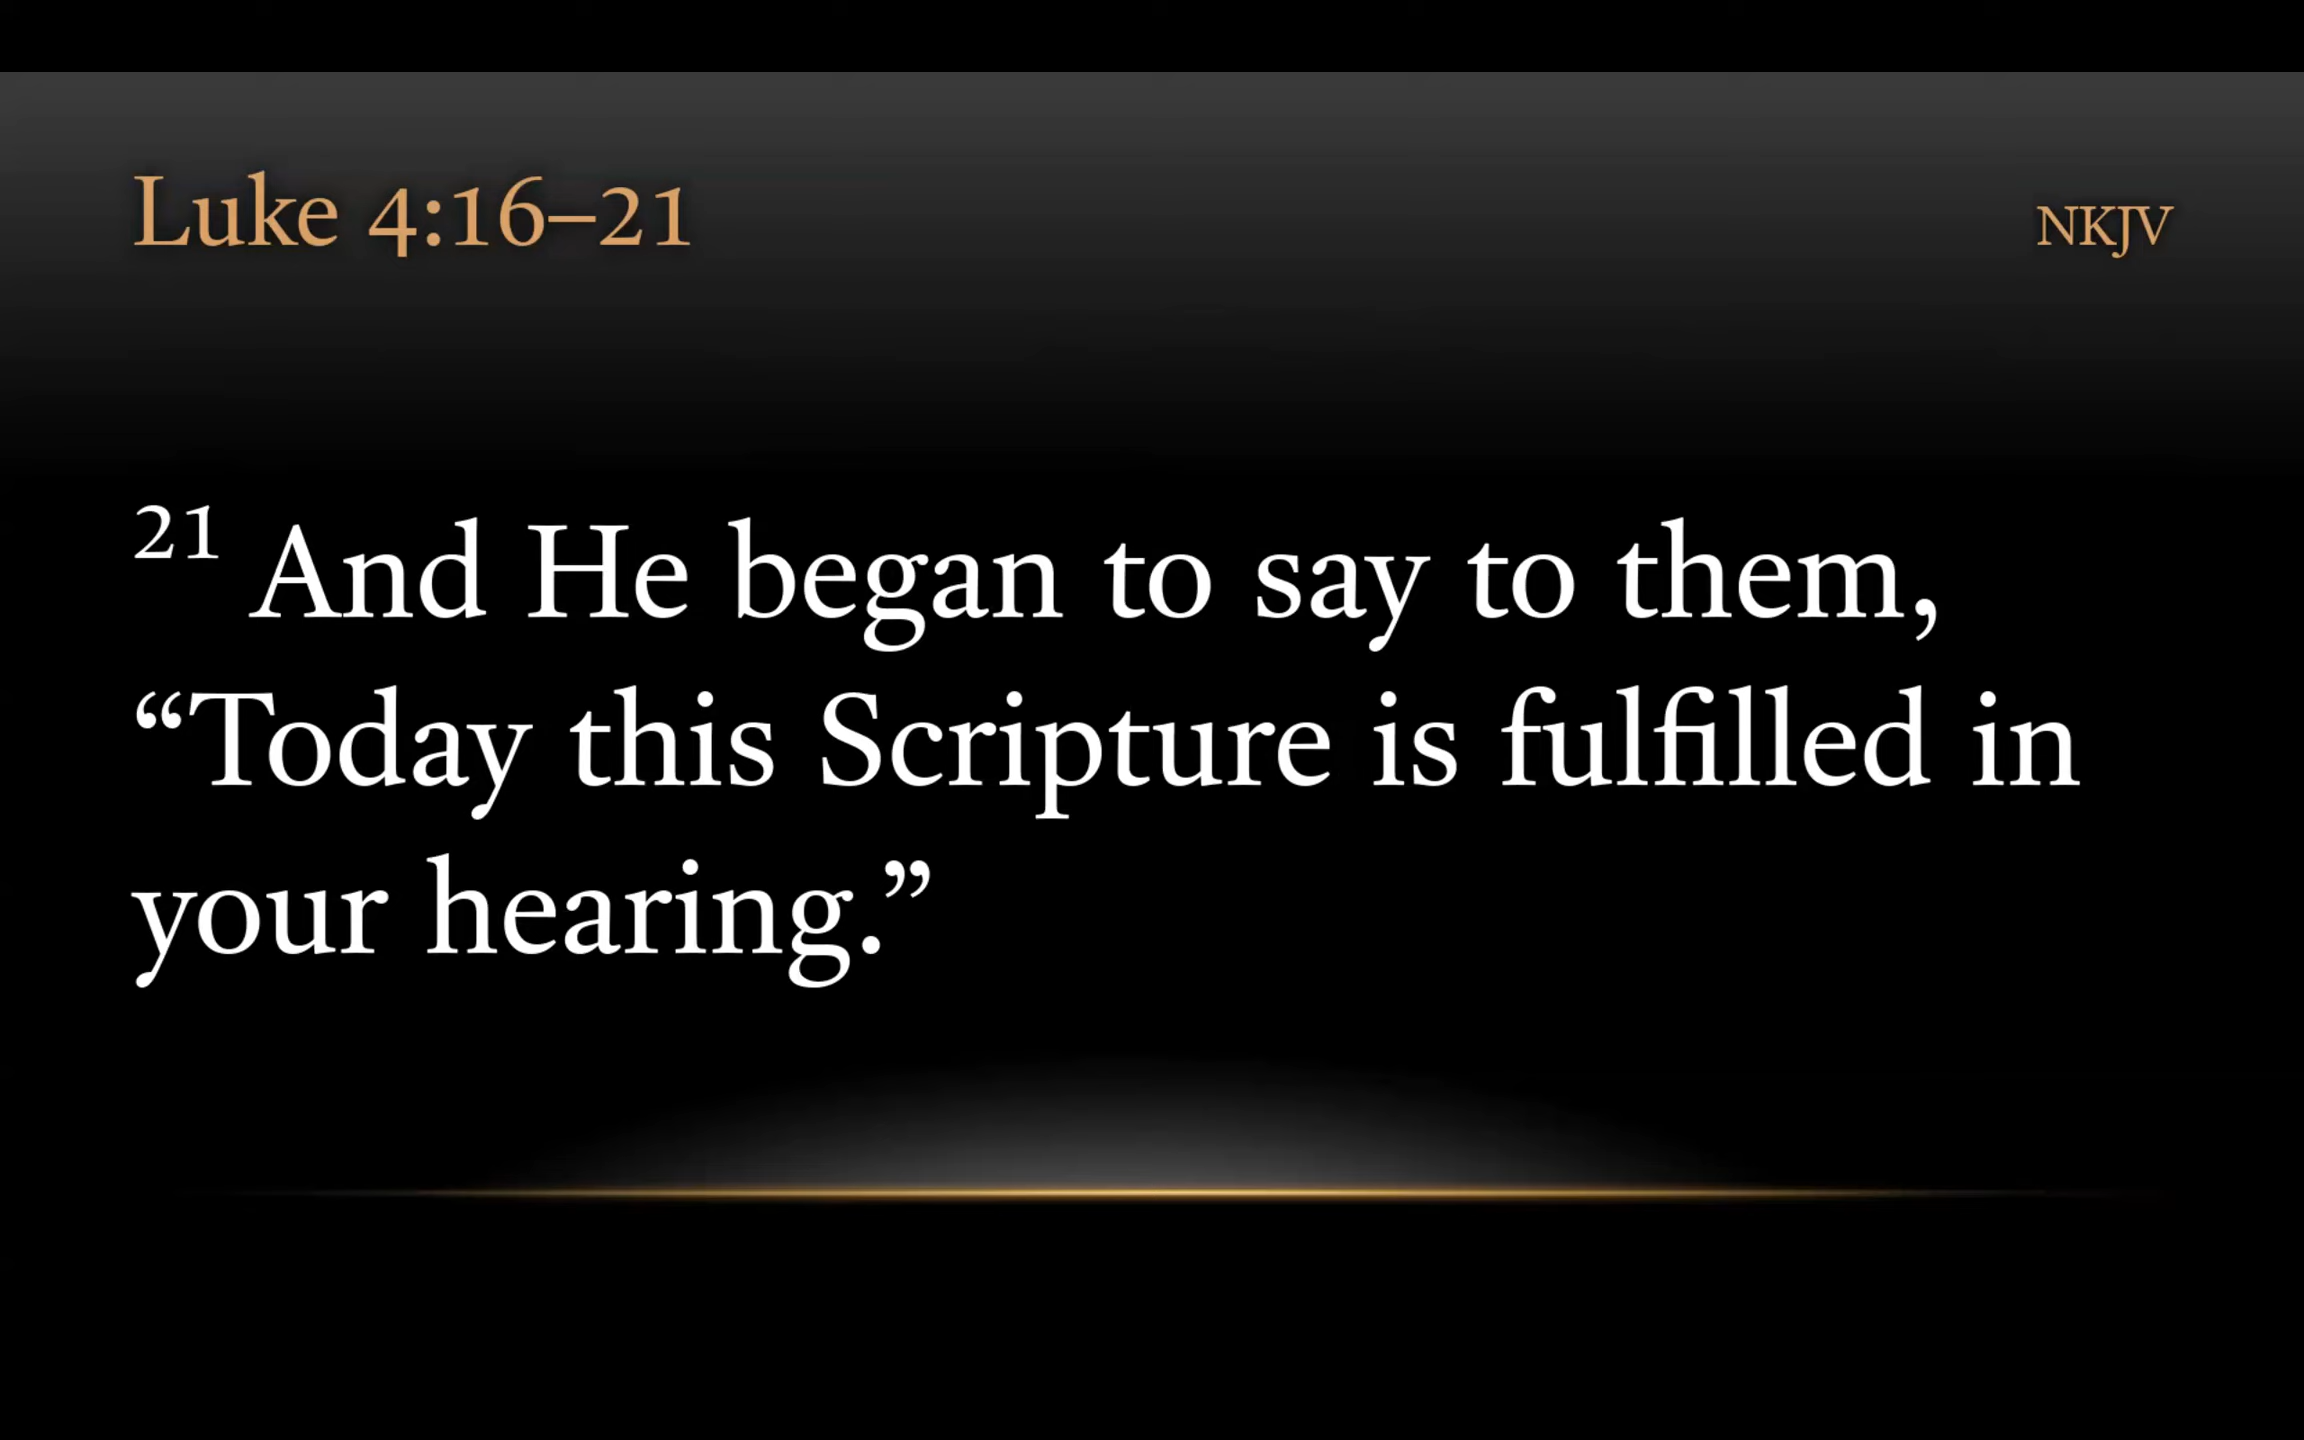 Luke 4:16–21
NKJV
21 And He began to say to them,
“Today this Scripture is fulfilled in
your hearing.”